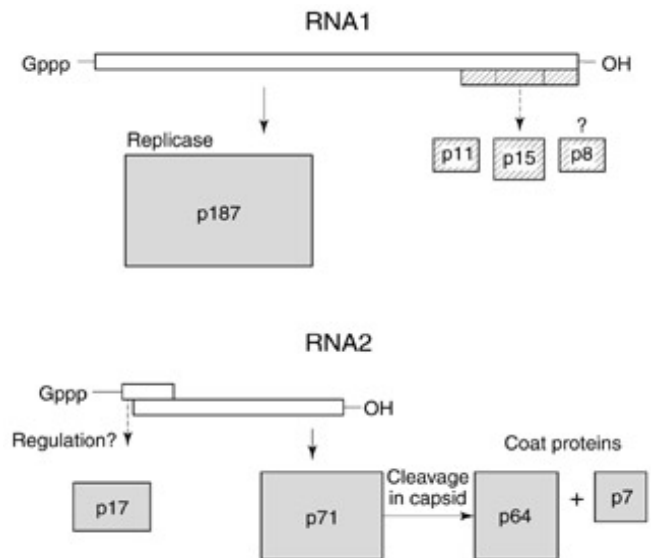 RNA1
Gppp
OH
Replicase
p187
?
p11
p15
p8
RNA2
Gppp
OH
Regulation?
p17
p71
Cleavage
in capsid
Coat proteins
p64
+
p7